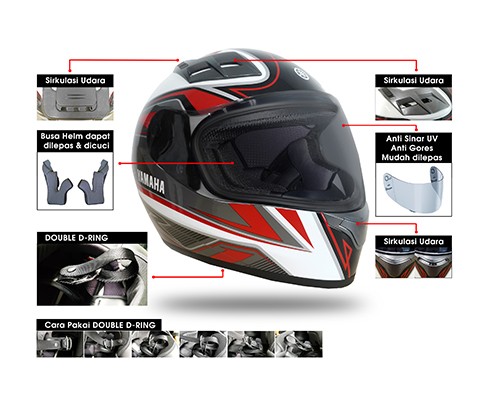 Sirkulasi Udara
Sirkulasi Udara
Busa Helm dapat
dilepas & dicuci
Anti Sinar UV
Anti Gores
Mudah dilepas
YAMAHA
DOUBLE D-RING
Sirkulasi Udara
Cara Pakai DOUBLE D-RING